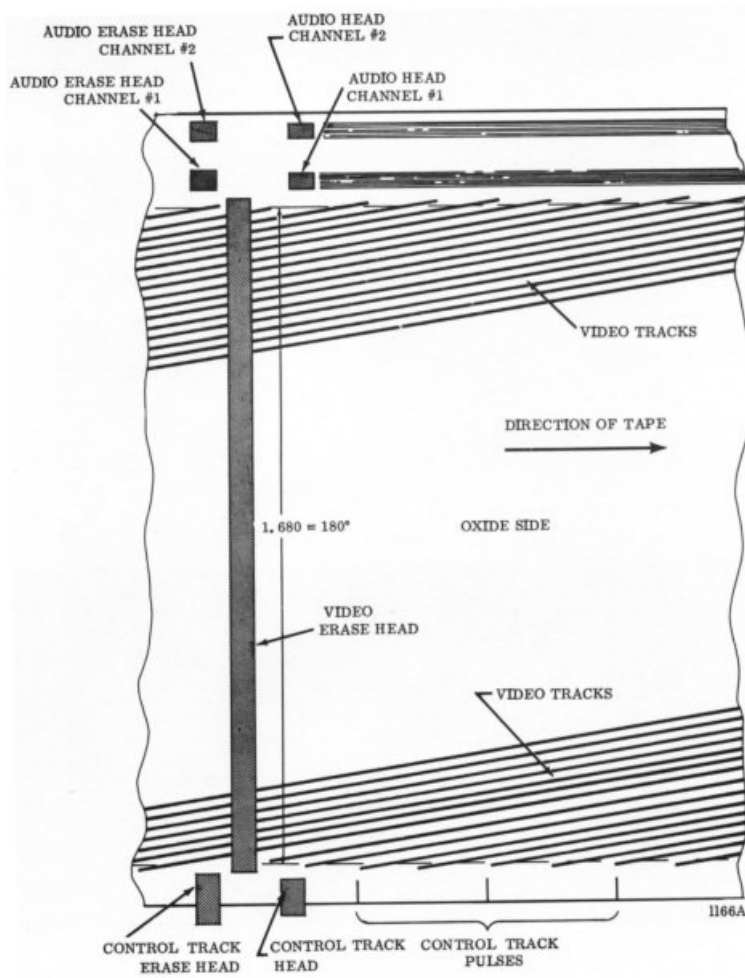 AUDIO ERASE HEAD
CHANNEL #2
AUDIO HEAD
CHANNEL #2
AUDIO ERASE HEAD
CHANNEL #1
AUDIO HEAD
CHANNEL #1
VIDEO TRACKS
DIRECTION OF TAPE
1.680 = 180°
OXIDE SIDE
VIDEO
ERASE HEAD
VIDEO TRACKS
1166A
CONTROL TRACK
ERASE HEAD
CONTROL TRACK
HEAD
CONTROL TRACK
PULSES